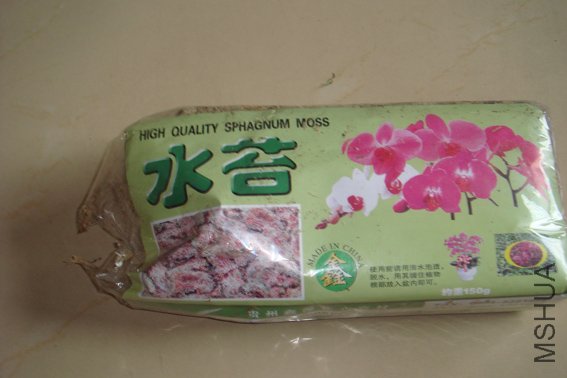 HIGH QUALITY SPHAGNUM MOSS
水苔
MADE IN CHINA
使用前请用清水泡透,
脱水。用其缠住植物
根部放入盆内即可。
约重150g
贵州
MSHUA